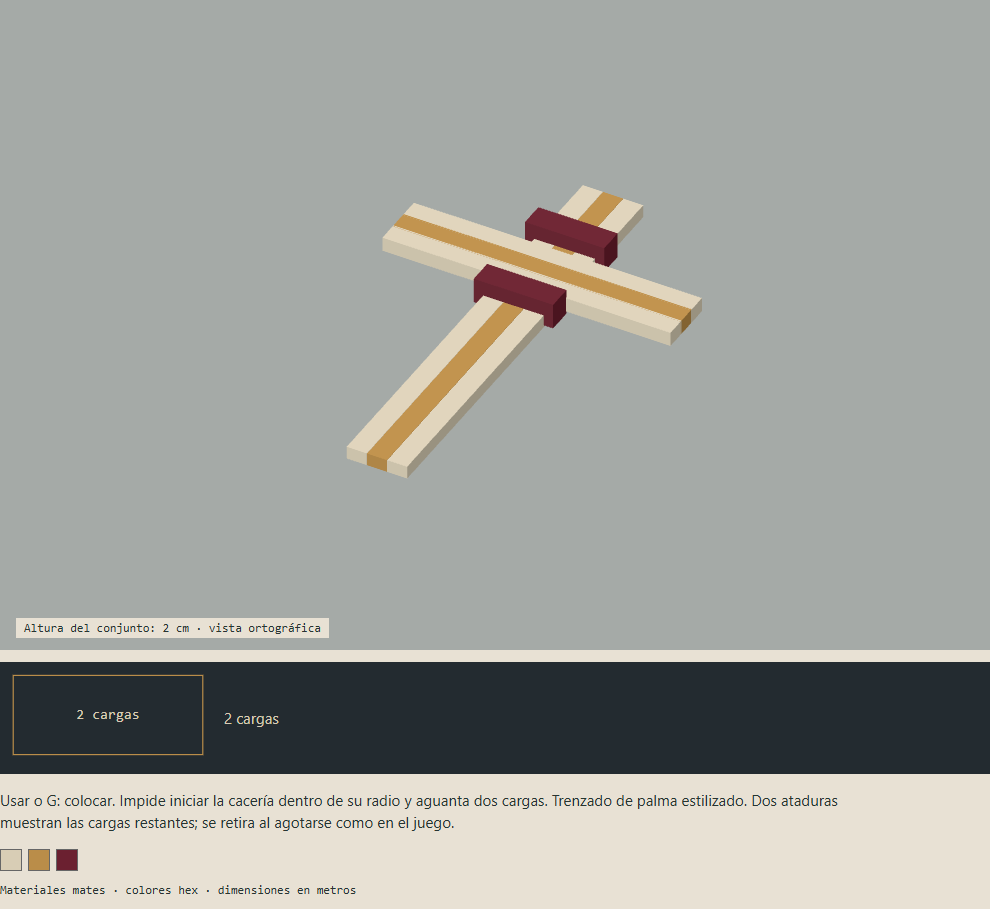 Altura del conjunto: 2 cm · vista ortográfica
2 cargas
2 cargas
Usar o G: colocar. Impide iniciar la cacería dentro de su radio y aguanta dos cargas. Trenzado de palma estilizado. Dos ataduras
muestran las cargas restantes; se retira al agotarse como en el juego.
Materiales mates · colores hex · dimensiones en metros